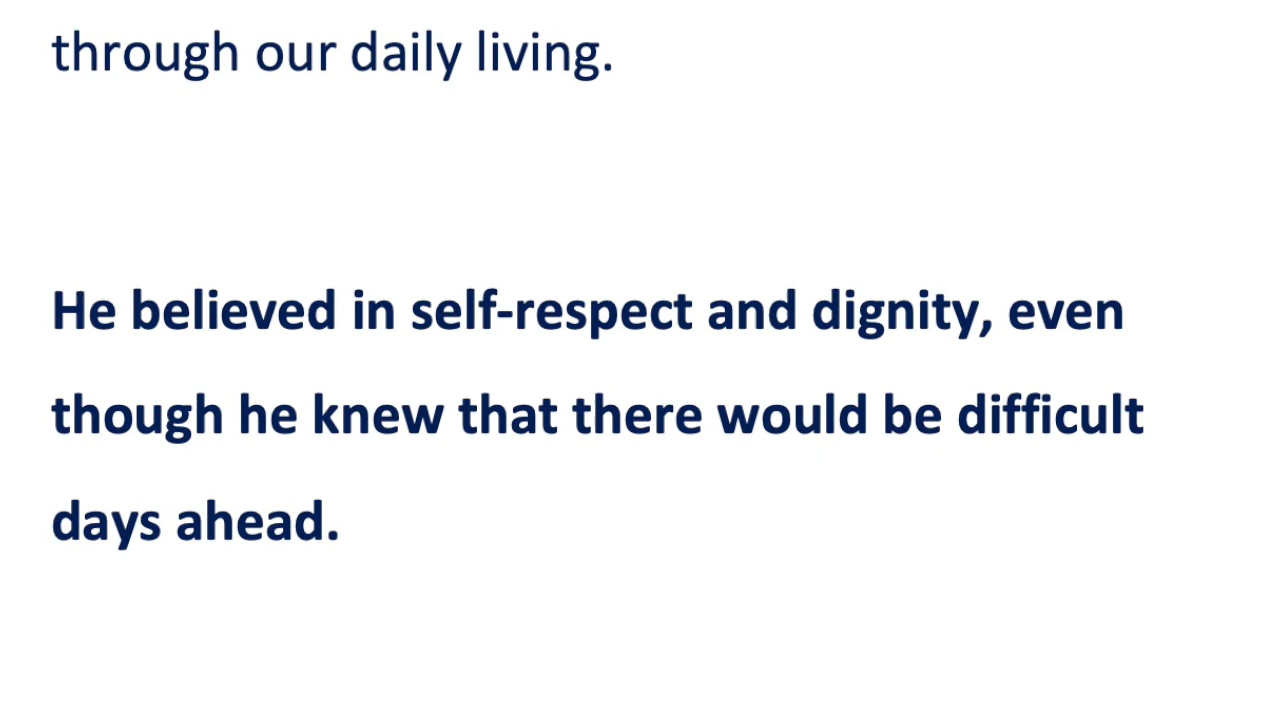 through our daily living.
He believed in self-respect and dignity, even
though he knew that there would be difficult
days ahead.